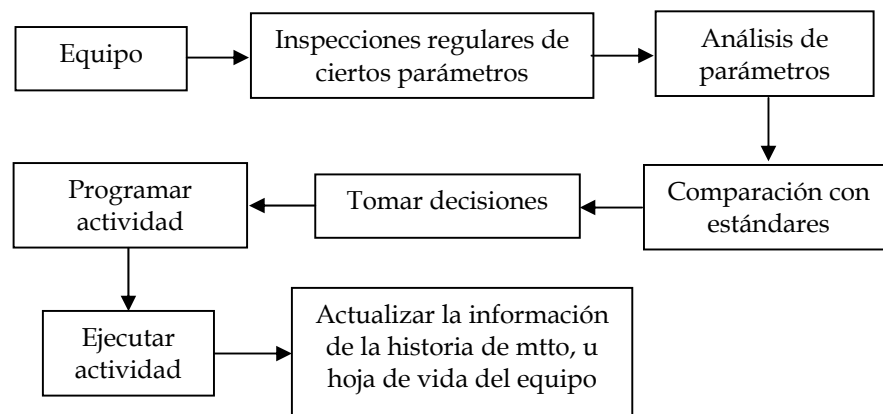 Equipo
Inspecciones regulares de
ciertos parámetros
Análisis de
parámetros
Comparación con
estándares
Tomar decisiones
Programar
actividad
Ejecutar
actividad
Actualizar la información
de la historia de mtto, u
hoja de vida del equipo